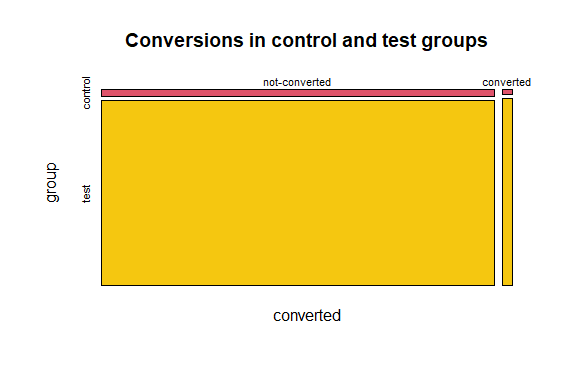 Conversions in control and test groups
not-converted
converted
control
test
group
converted